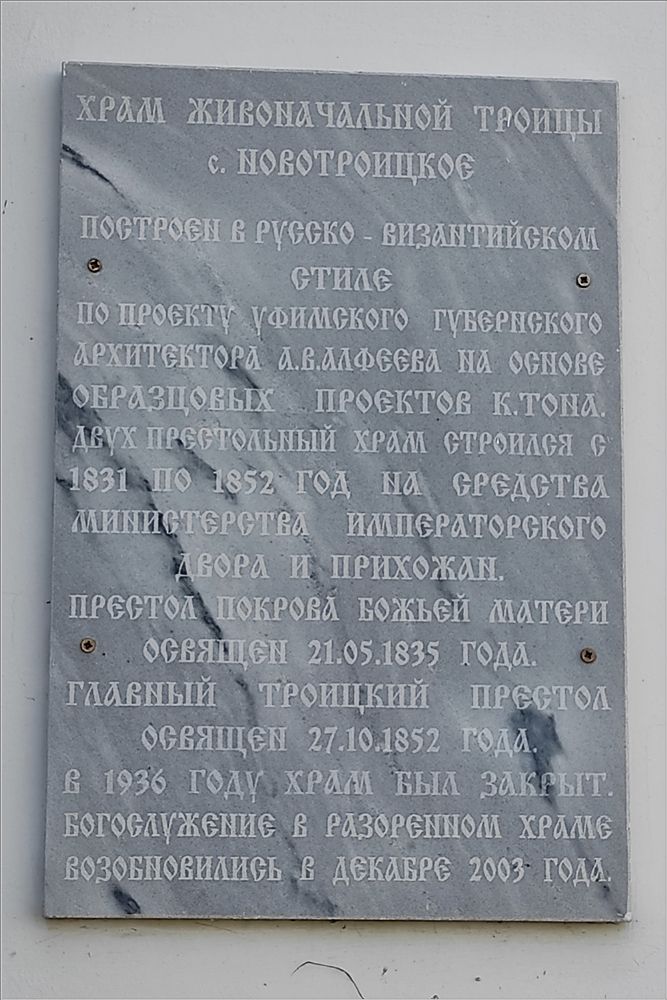 ХРАМ ЖИВОНАЧАЛЬНОЙ ТРОИЦЫ
с. НОВОТРОИЦКОЕ
ПОСТРОЕН В РУССКО - ВИЗАНТИЙСКОМ
СТИЛЕ
ПО ПРОЕКТУ УФИМСКОГО ГУБЕРНСКОГО
АРХИТЕКТОРА А.В.АЛФЕЕВА НА ОСНОВЕ
ОБРАЗЦОВЫХ ПРОЕКТОВ К.ТОНА.
ДВУХ ПРЕСТОЛЬНЫЙ ХРАМ СТРОИЛСЯ С
1831 ПО 1852 ГОД НА СРЕДСТВА
МИНИСТЕРСТВА ИМПЕРАТОРСКОГО
ДВОРА И ПРИХОЖАН.
ПРЕСТОЛ ПОКРОВА БОЖЬЕЙ МАТЕРИ
ОСВЯЩЕН 21.05.1835 ГОДА.
ГЛАВНЫЙ ТРОИЦКИЙ ПРЕСТОЛ
ОСВЯЩЕН 27.10.1852 ГОДА.
В 1936 ГОДУ ХРАМ БЫЛ ЗАКРЫТ.
БОГОСЛУЖЕНИЕ В РАЗОРЕННОМ ХРАМЕ
ВОЗОБНОВИЛИСЬ В ДЕКАБРЕ 2003 ГОДА.